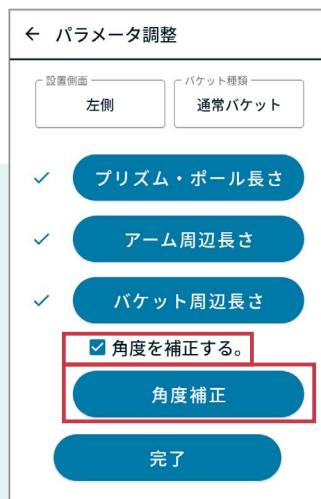 ← パラメータ調整
設置側面 バケット種類
左側 通常バケット
プリズム・ポール長さ
アーム周辺長さ
バケット周辺長さ
角度を補正する。
角度補正
完了